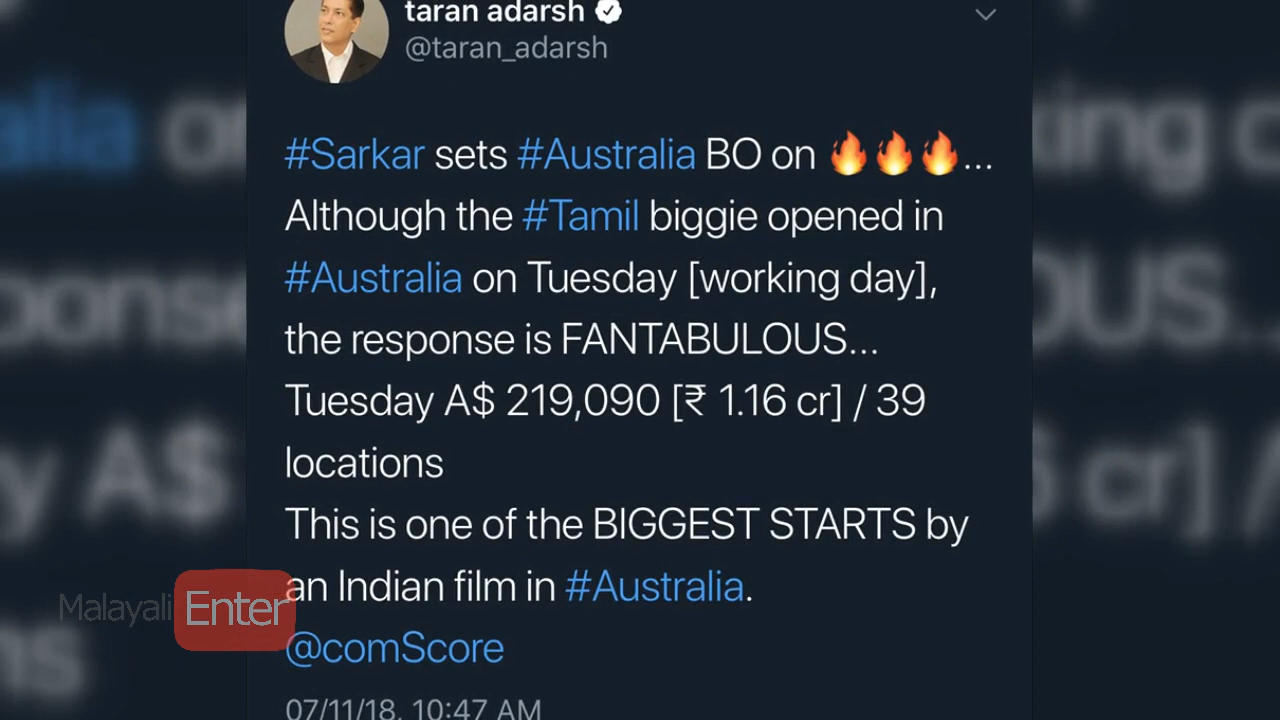 taran adarsh
@taran_adarsh
#Sarkar sets #Australia BO on 🔥🔥🔥...
Although the #Tamil biggie opened in
#Australia on Tuesday [working day],
the response is FANTABULOUS...
Tuesday A$ 219,090 [₹ 1.16 cr] / 39
locations
This is one of the BIGGEST STARTS by
an Indian film in #Australia.
Malayali Enter
@comScore
07/11/18, 10:47 AM